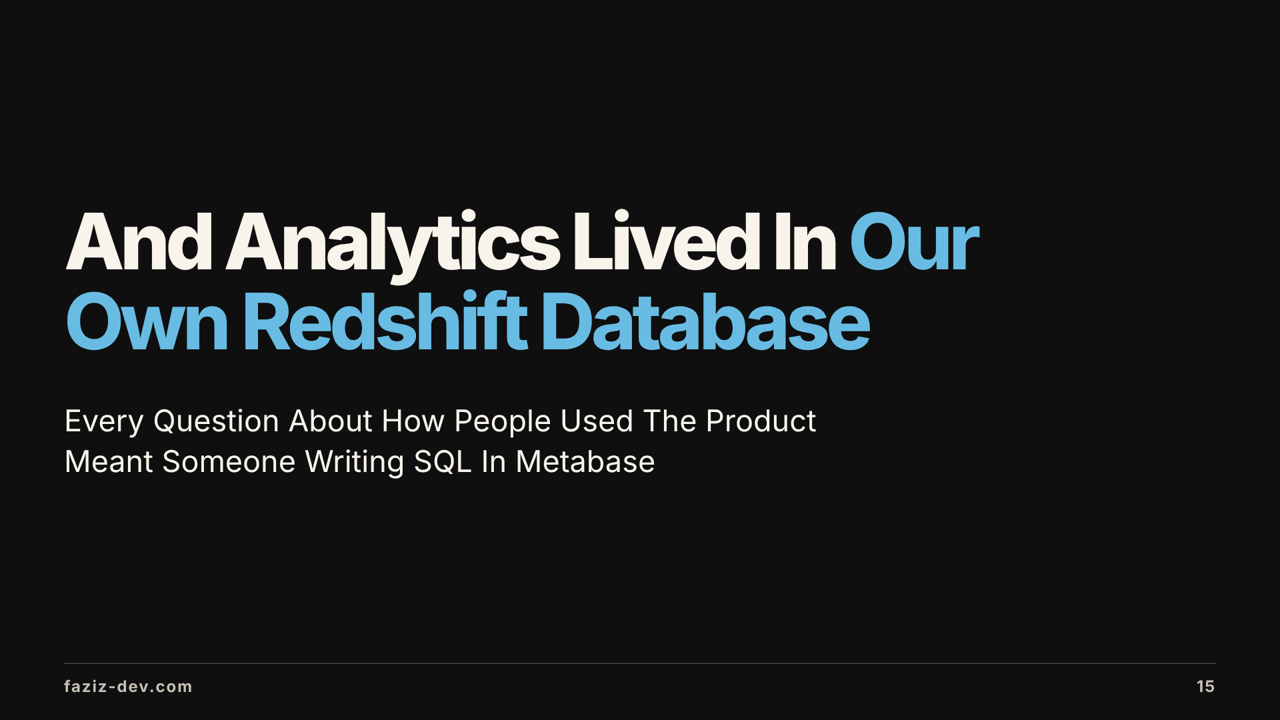 And Analytics Lived In Our
Own Redshift Database
Every Question About How People Used The Product
Meant Someone Writing SQL In Metabase
faziz-dev.com
15